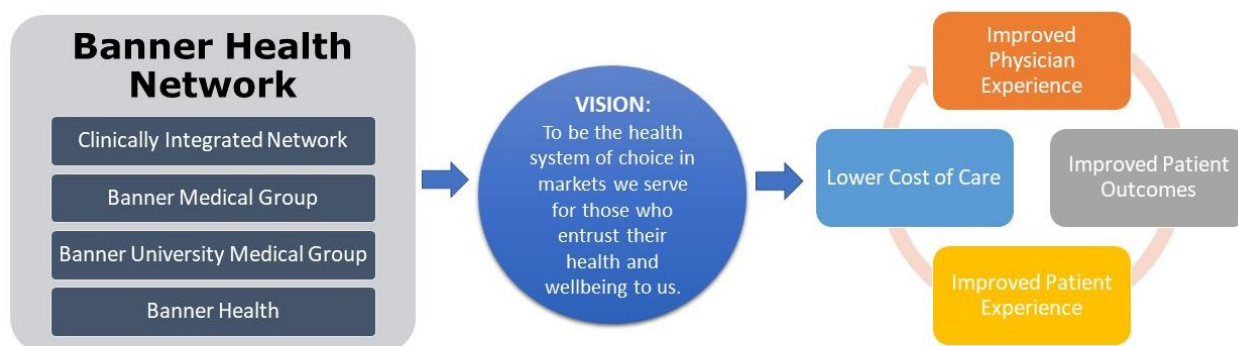 Banner Health
Network
Clinically Integrated Network
Banner Medical Group
Banner University Medical Group
Banner Health
VISION:
To be the health
system of choice in
markets we serve
for those who
entrust their
health and
wellbeing to us.
Improved
Physician
Experience
Lower Cost of Care
Improved Patient
Outcomes
Improved Patient
Experience